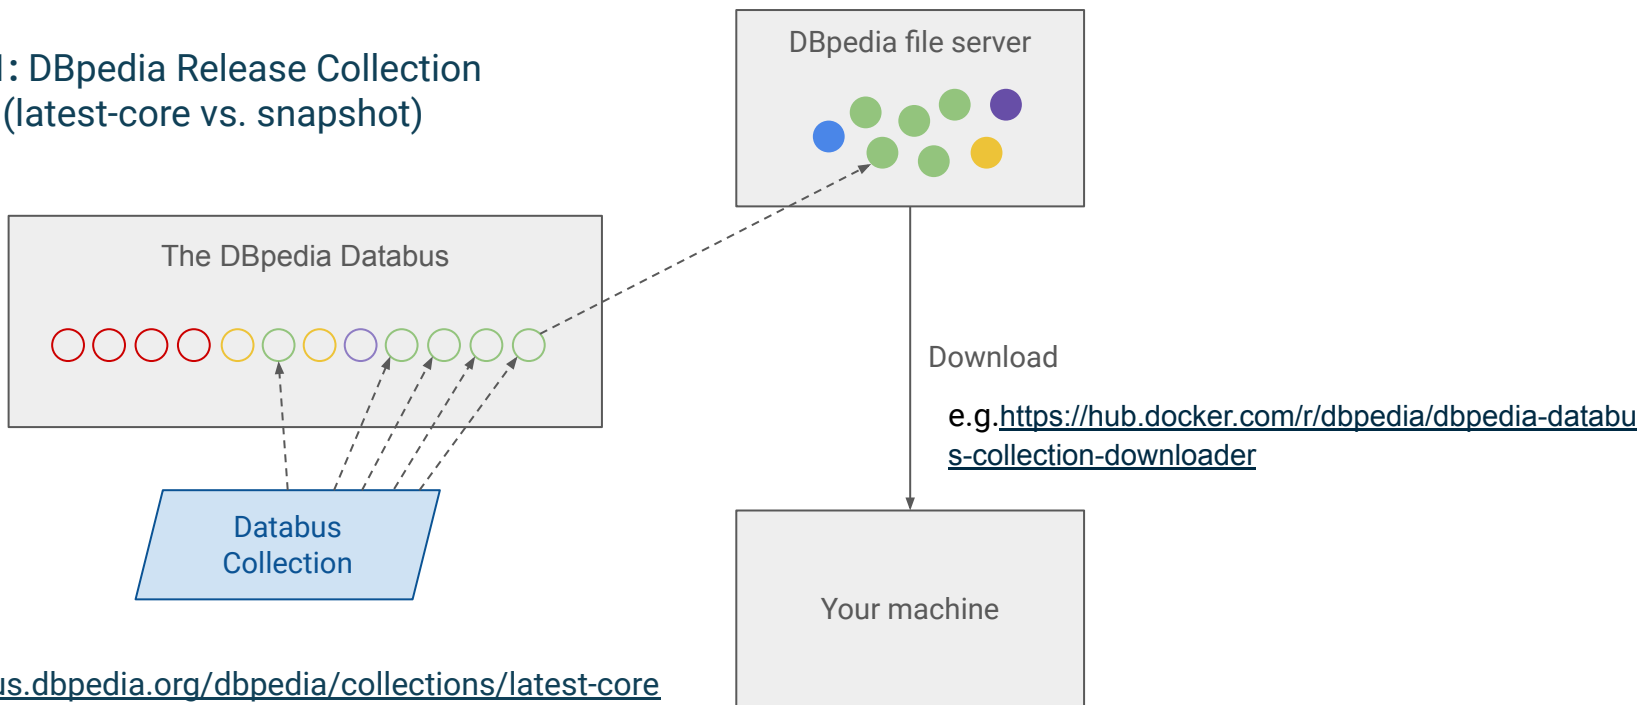 : DBpedia Release Collection
(latest-core vs. snapshot)
DBpedia file server
The DBpedia Databus
Download
e.g.https://hub.docker.com/r/dbpedia/dbpedia-databu
s-collection-downloader
Databus
Collection
Your machine
s.dbpedia.org/dbpedia/collections/latest-core